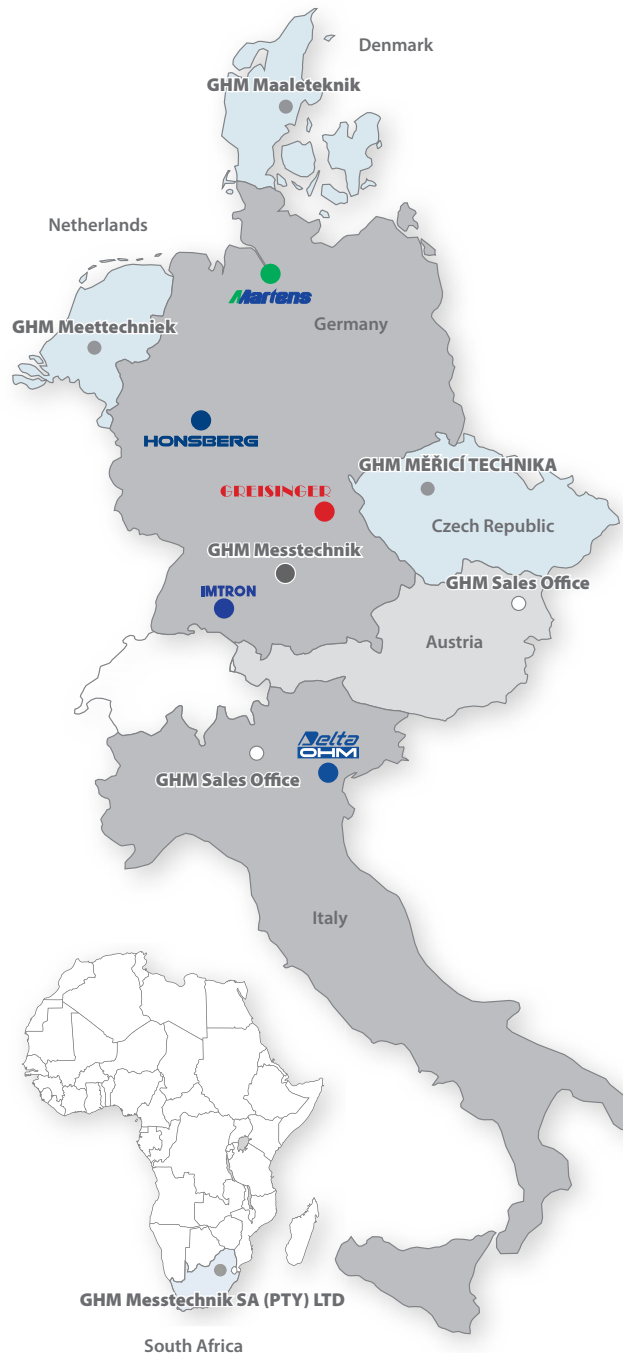 Denmark
GHM Maaleteknik
Netherlands
Martens
GHM Meettechniek
Germany
HONSBERG
GHM MĚŘICÍ TECHNIKA
GREISINGER
Czech Republic
GHM Messtechnik
GHM Sales Office
IMTRON
Austria
Delta
OHM
GHM Sales Office
Italy
GHM Messtechnik SA (PTY) LTD
South Africa